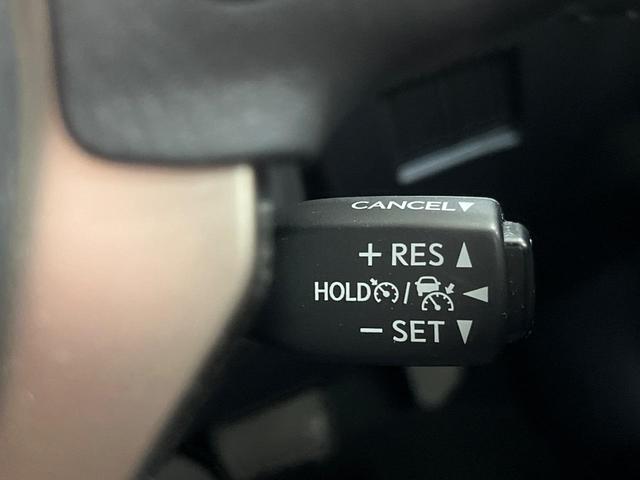 CANCEL▼
+ RES ▲
HOLD / ◀
− SET ▼